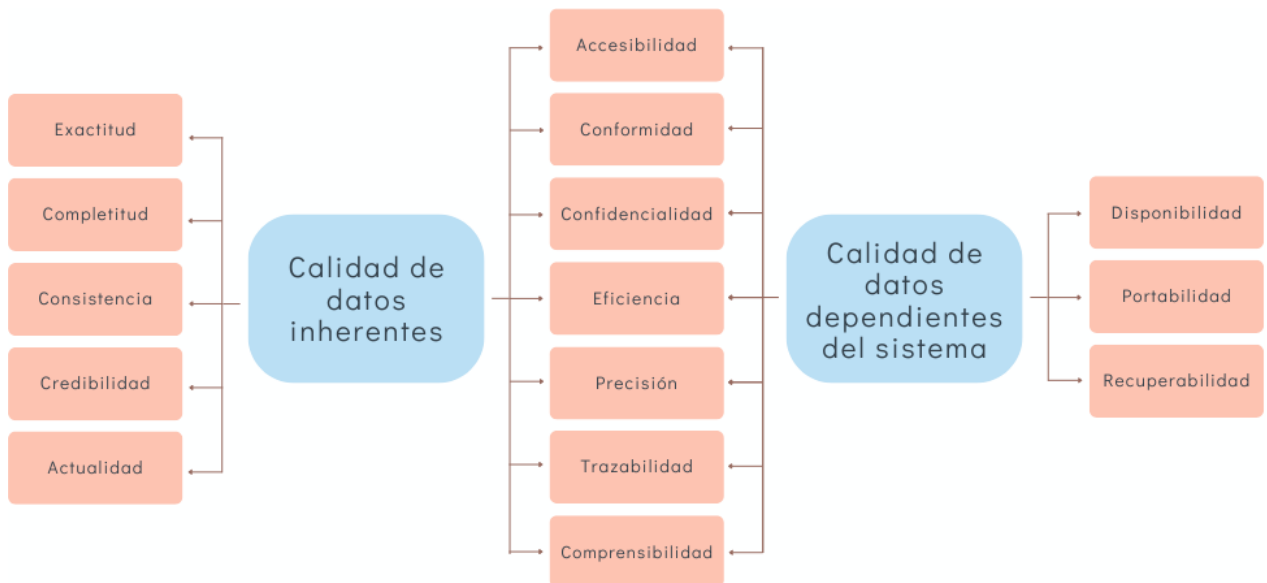 Exactitud
Completitud
Consistencia
Credibilidad
Actualidad
Calidad de
datos
inherentes
Accesibilidad
Conformidad
Confidencialidad
Eficiencia
Precisión
Trazabilidad
Comprensibilidad
Calidad de
datos
dependientes
del sistema
Disponibilidad
Portabilidad
Recuperabilidad